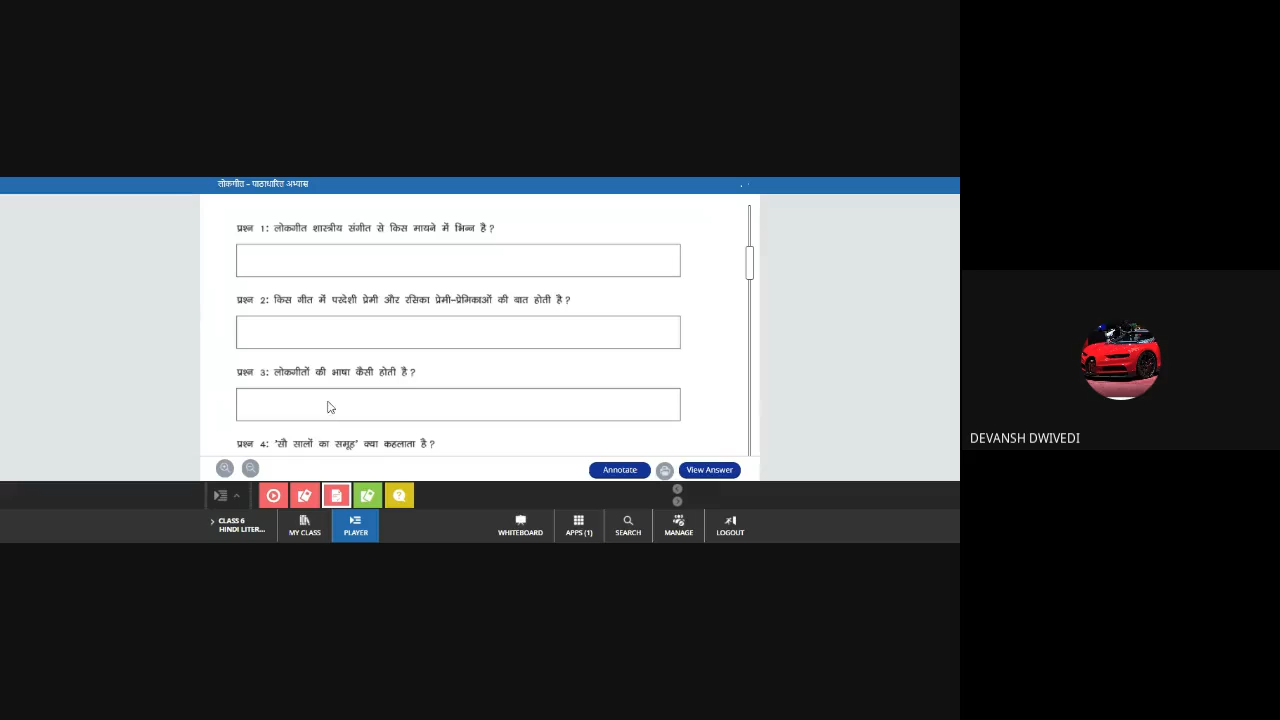 लोकगीत – पाठाधारित अभ्यास
प्रश्न 1: लोकगीत शास्त्रीय संगीत से किस मायने में भिन्न है ?
प्रश्न 2: किस गीत में परदेशी प्रेमी और रसिका प्रेमी–प्रेमिकाओं की बात होती है ?
प्रश्न 3: लोकगीतों की भाषा कैसी होती है ?
प्रश्न 4: 'सौ सालों का समूह' क्या कहलाता है ?
Annotate
View Answer
DEVANSH DWIVEDI
CLASS 6
HINDI LITER...
MY CLASS
PLAYER
WHITEBOARD
APPS (1)
SEARCH
MANAGE
LOGOUT